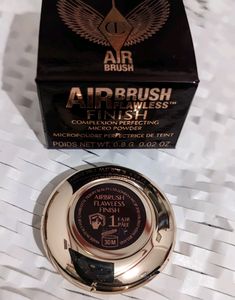 AIR
BRUSH
AIRBRUSH
FLAWLESS™
FINISH
COMPLEXION PERFECTING
MICRO POWDER
MICROPOUDRE PERFECTRICE DE TEINT
POIDS NET WT. 0.8 G 0.02 OZ.
AIRBRUSH
FLAWLESS
FINISH
1 FAIR
30M